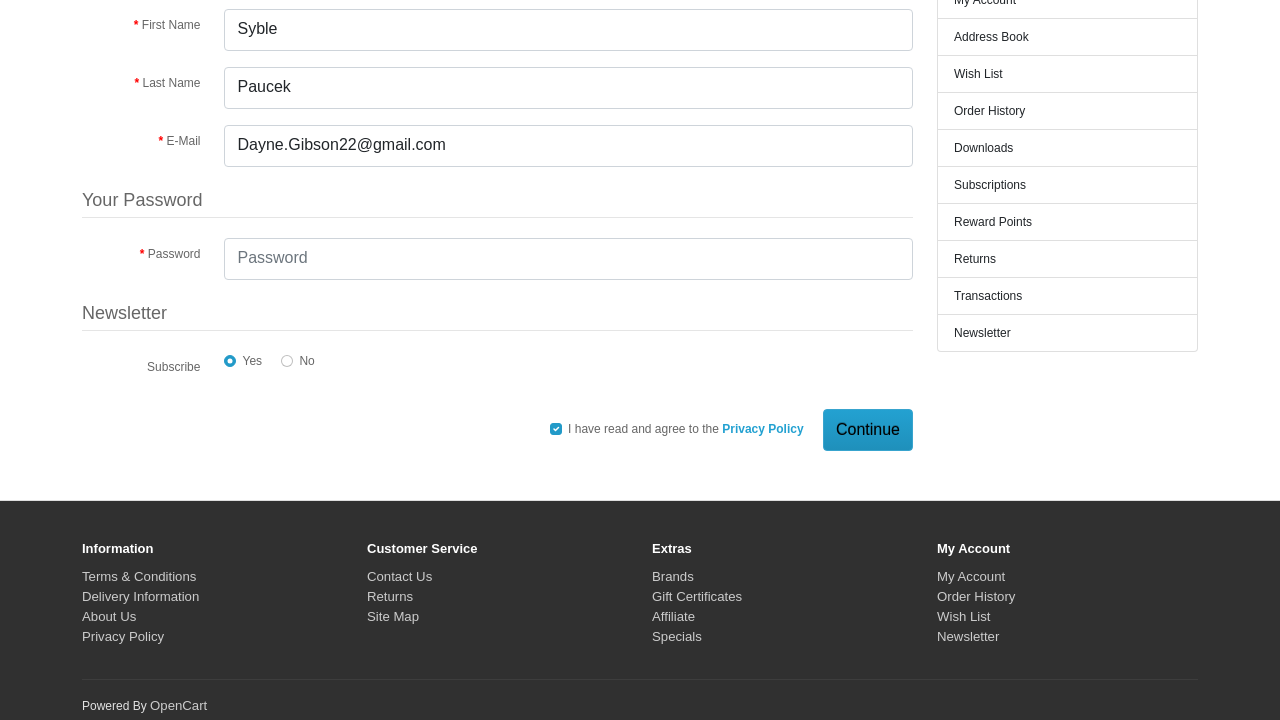 * First Name
Syble
* Last Name
Paucek
* E-Mail
Dayne.Gibson22@gmail.com
Your Password
* Password
Password
Newsletter
Subscribe
Yes
No
I have read and agree to the Privacy Policy
Continue
My Account
Address Book
Wish List
Order History
Downloads
Subscriptions
Reward Points
Returns
Transactions
Newsletter
Information
Terms & Conditions
Delivery Information
About Us
Privacy Policy
Customer Service
Contact Us
Returns
Site Map
Extras
Brands
Gift Certificates
Affiliate
Specials
My Account
My Account
Order History
Wish List
Newsletter
Powered By OpenCart